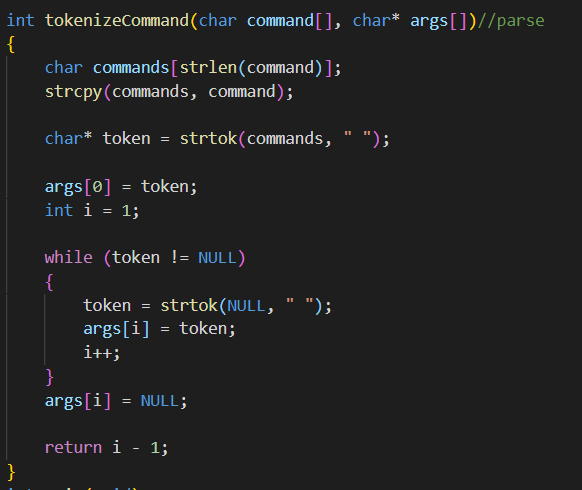 int tokenizeCommand(char command[], char* args[])//parse
{
    char commands[strlen(command)];
    strcpy(commands, command);

    char* token = strtok(commands, " ");

    args[0] = token;
    int i = 1;

    while (token != NULL)
    {
        token = strtok(NULL, " ");
        args[i] = token;
        i++;
    }
    args[i] = NULL;

    return i - 1;
}